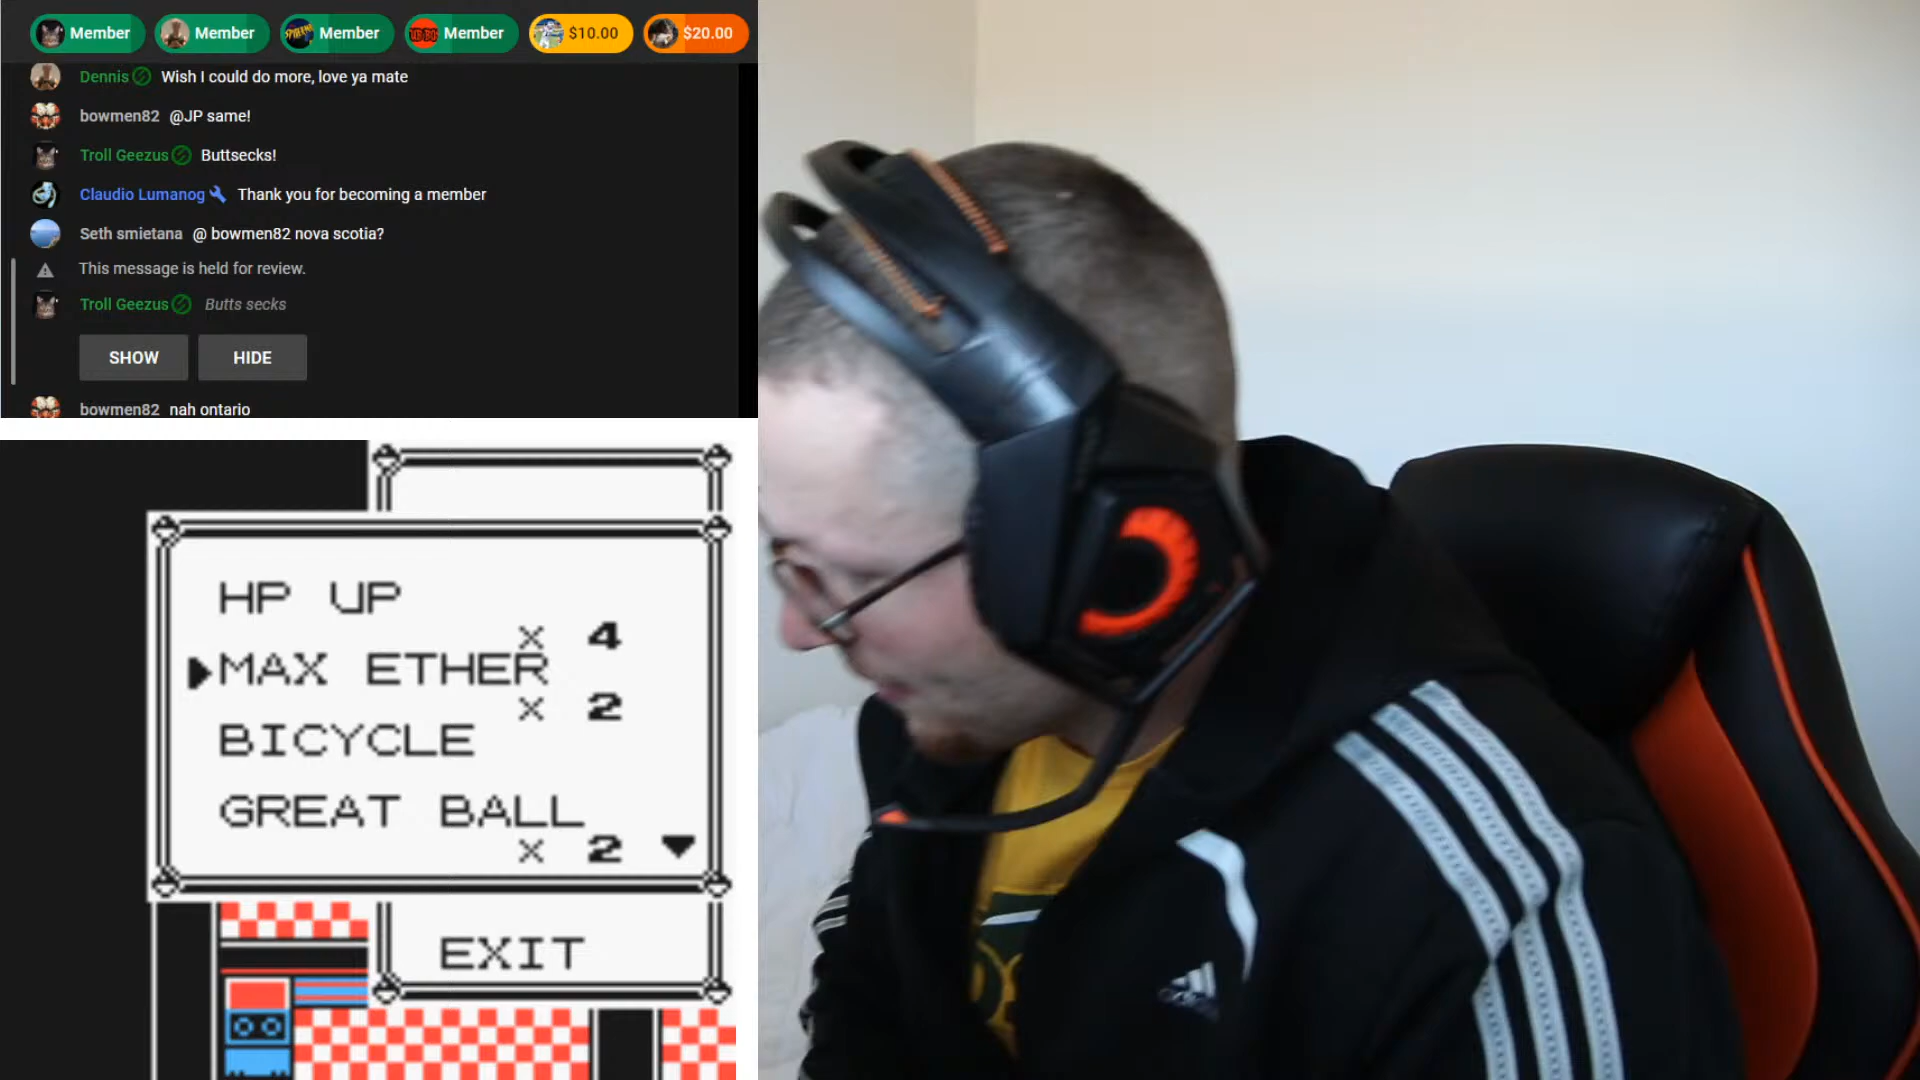 Member Member Member Member $10.00 $20.00
Dennis Wish I could do more, love ya mate
bowmen82 @JP same!
Troll Geezus Buttsecks!
Claudio Lumanog Thank you for becoming a member
Seth smietana @ bowmen82 nova scotia?
This message is held for review.
Troll Geezus Butts secks
SHOW HIDE
bowmen82 nah ontario
HP UP
× 4
MAX ETHER
× 2
BICYCLE
GREAT BALL
× 2
EXIT
adidas